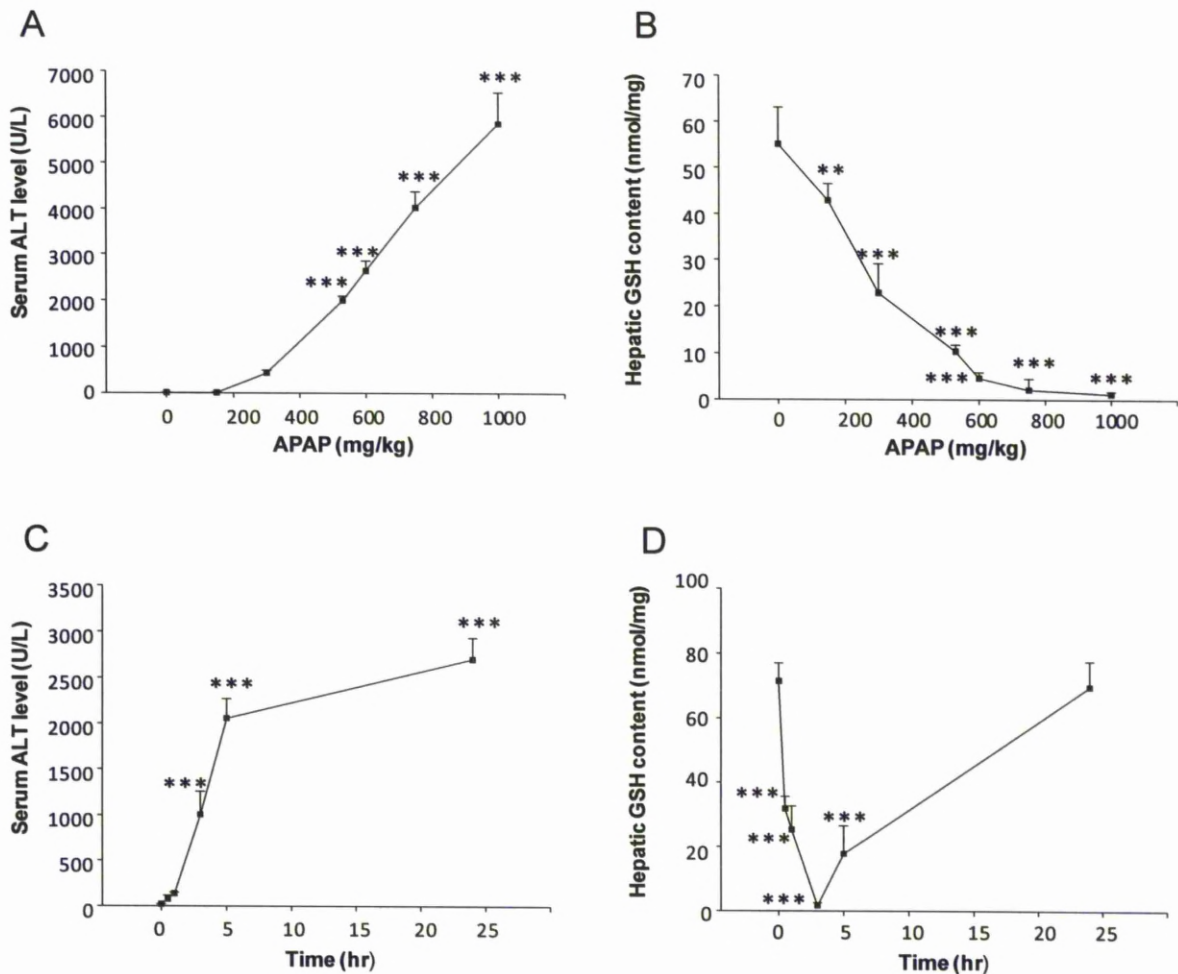 A
Serum ALT level (U/L)
7000
6000
5000
4000
3000
2000
1000
0
***
***
***
***
0 200 400 600 800 1000
APAP (mg/kg)
B
Hepatic GSH content (nmol/mg)
70
60
50
40
30
20
10
0
**
***
***
***
***
***
0 200 400 600 800 1000
APAP (mg/kg)
C
Serum ALT level (U/L)
3500
3000
2500
2000
1500
1000
500
0
***
***
***
0 5 10 15 20 25
Time (hr)
D
Hepatic GSH content (nmol/mg)
100
80
60
40
20
0
***
***
***
***
0 5 10 15 20 25
Time (hr)